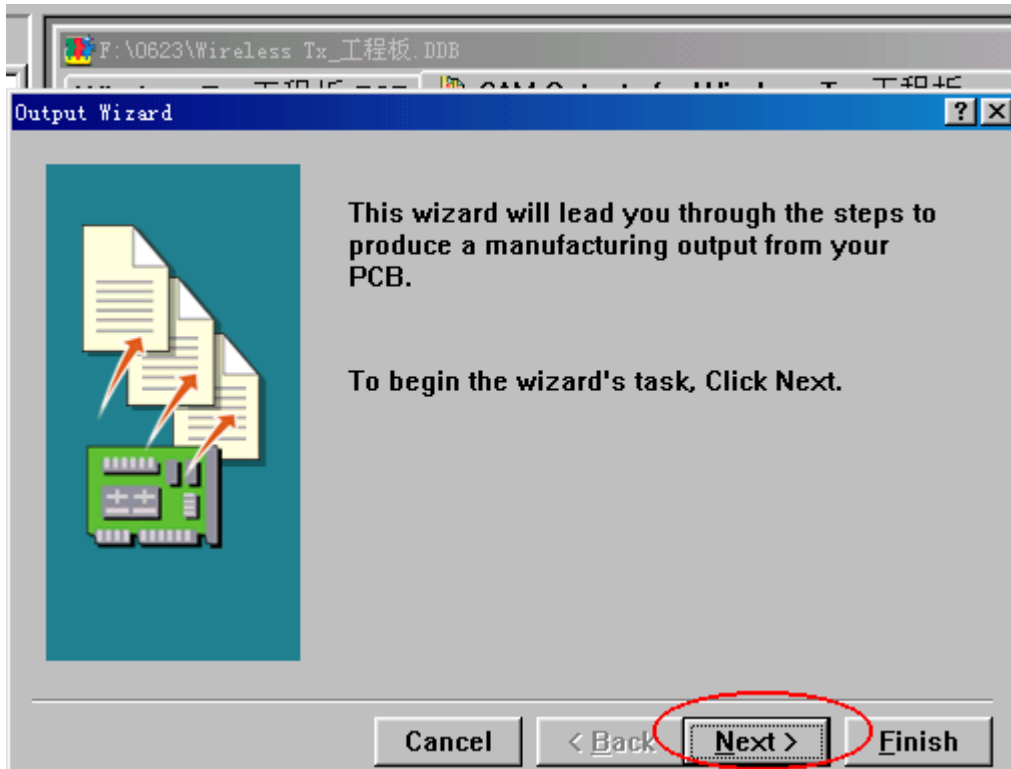 F:\0623\Wireless Tx_工程板.DDB
Output Wizard
This wizard will lead you through the steps to
produce a manufacturing output from your
PCB.
To begin the wizard's task, Click Next.
Cancel
< Back
Next >
Finish